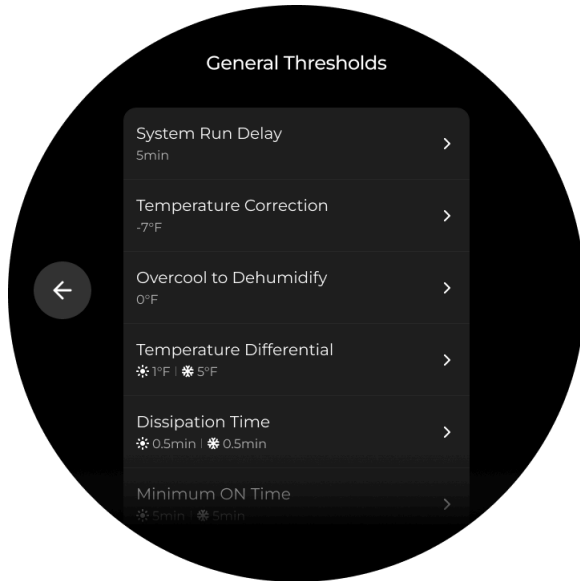 General Thresholds
System Run Delay
5min
Temperature Correction
-7°F
Overcool to Dehumidify
0°F
Temperature Differential
1°F | 5°F
Dissipation Time
0.5min | 0.5min
Minimum ON Time
5min | 5min